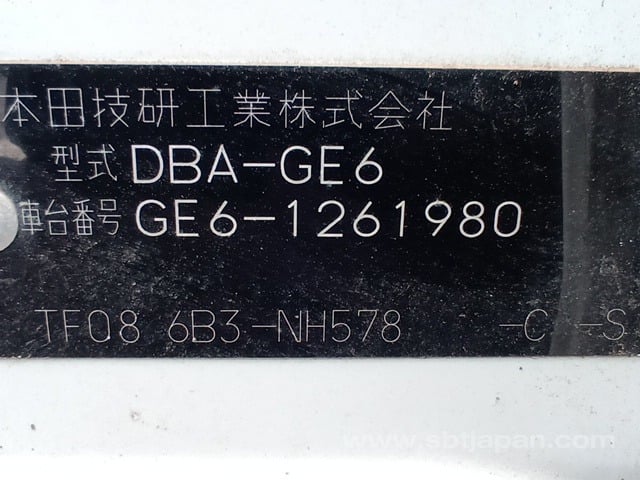 本田技研工業株式会社
型式 DBA-GE6
車台番号 GE6-1261980
TF08 6B3-NH578 -C -S
www.sbtjapan.com